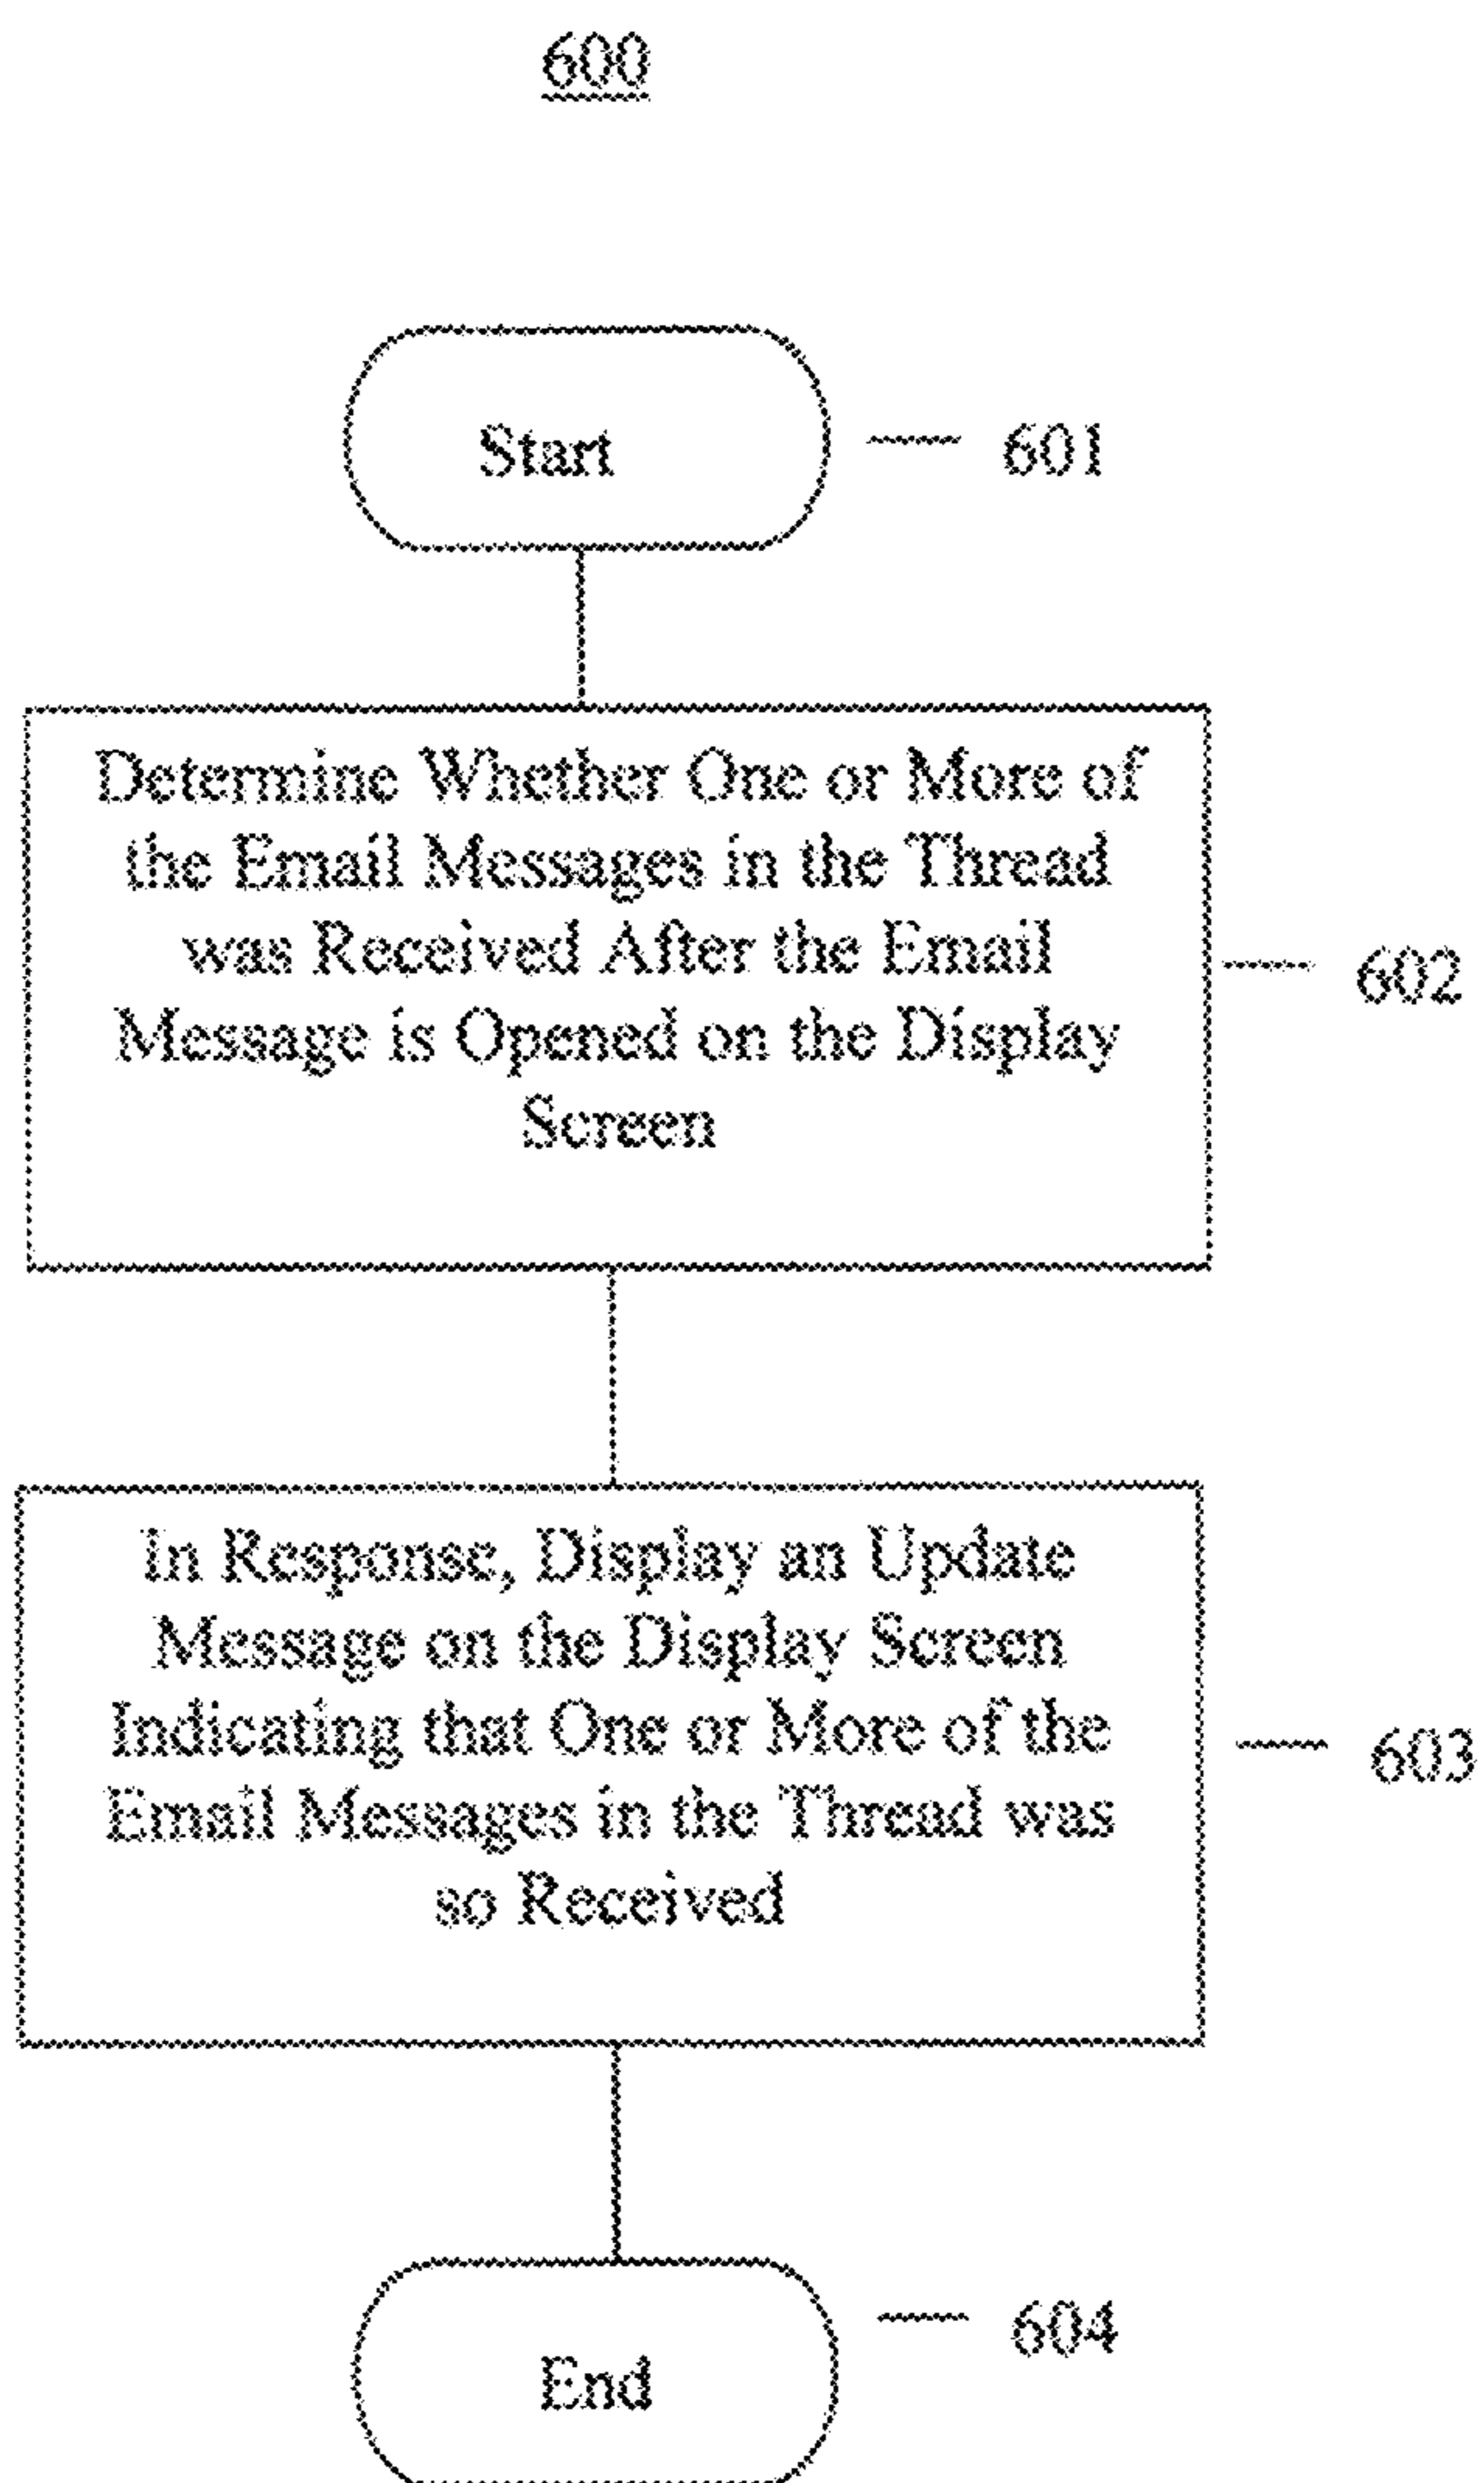 600
Start
601
Determine Whether One or More of
the Email Messages in the Thread
was Received After the Email
Message is Opened on the Display
Screen
602
In Response, Display an Update
Message on the Display Screen
Indicating that One or More of the
Email Messages in the Thread was
so Received
603
604
End